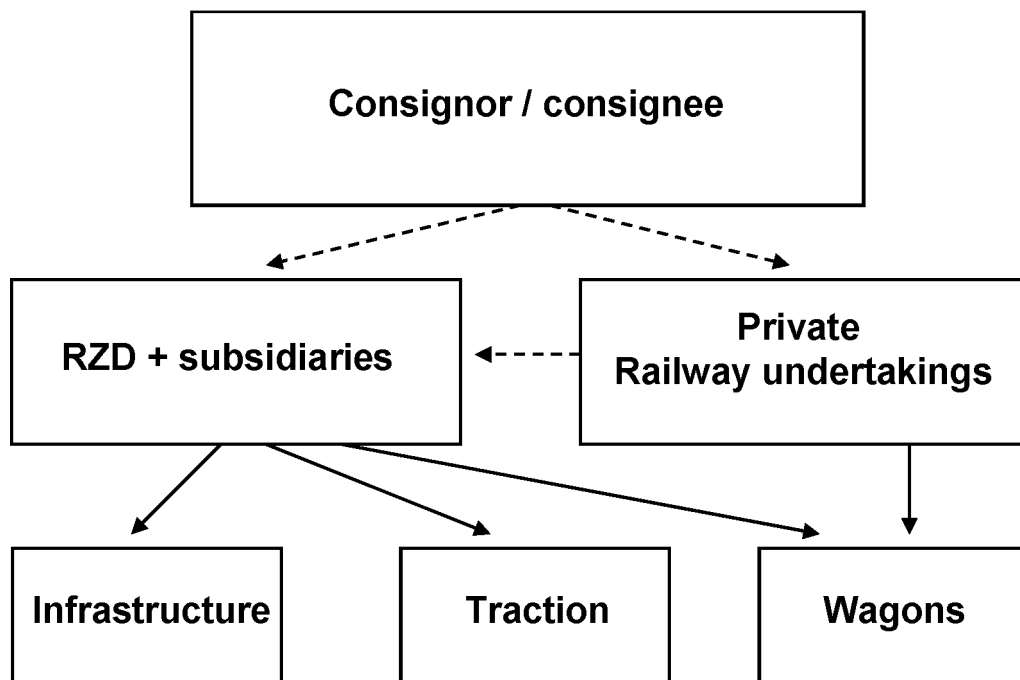 Consignor / consignee
RZD + subsidiaries
Private
Railway undertakings
Infrastructure
Traction
Wagons